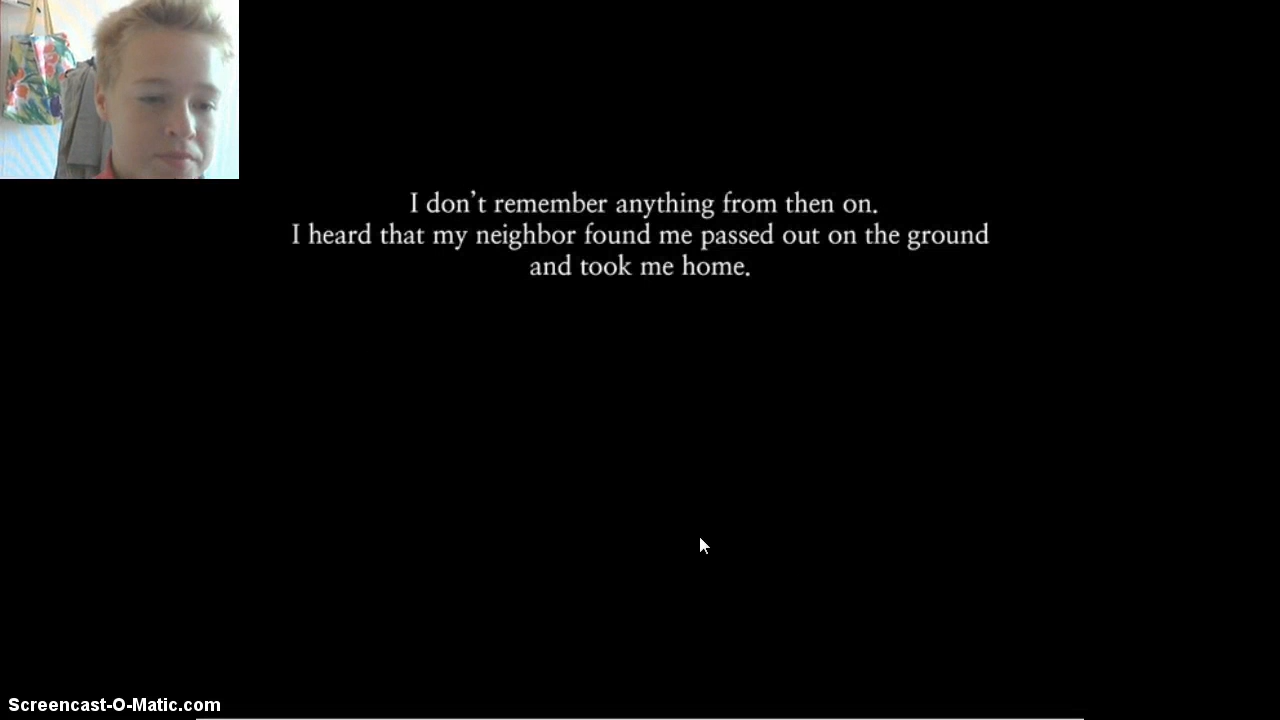 I don't remember anything from then on.
I heard that my neighbor found me passed out on the ground
and took me home.
Screencast-O-Matic.com